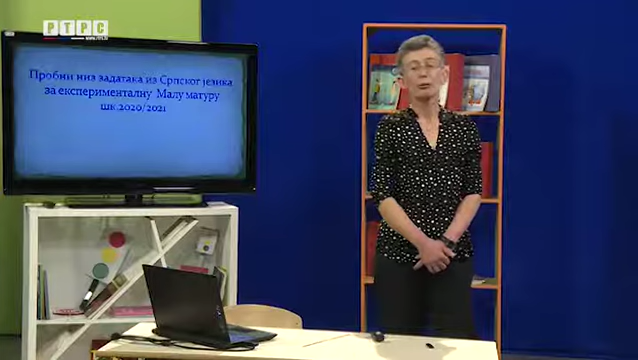 РТРС
Пробни низ задатака из Српског језика
за експерименталну Малу матуру
шк.2020/2021